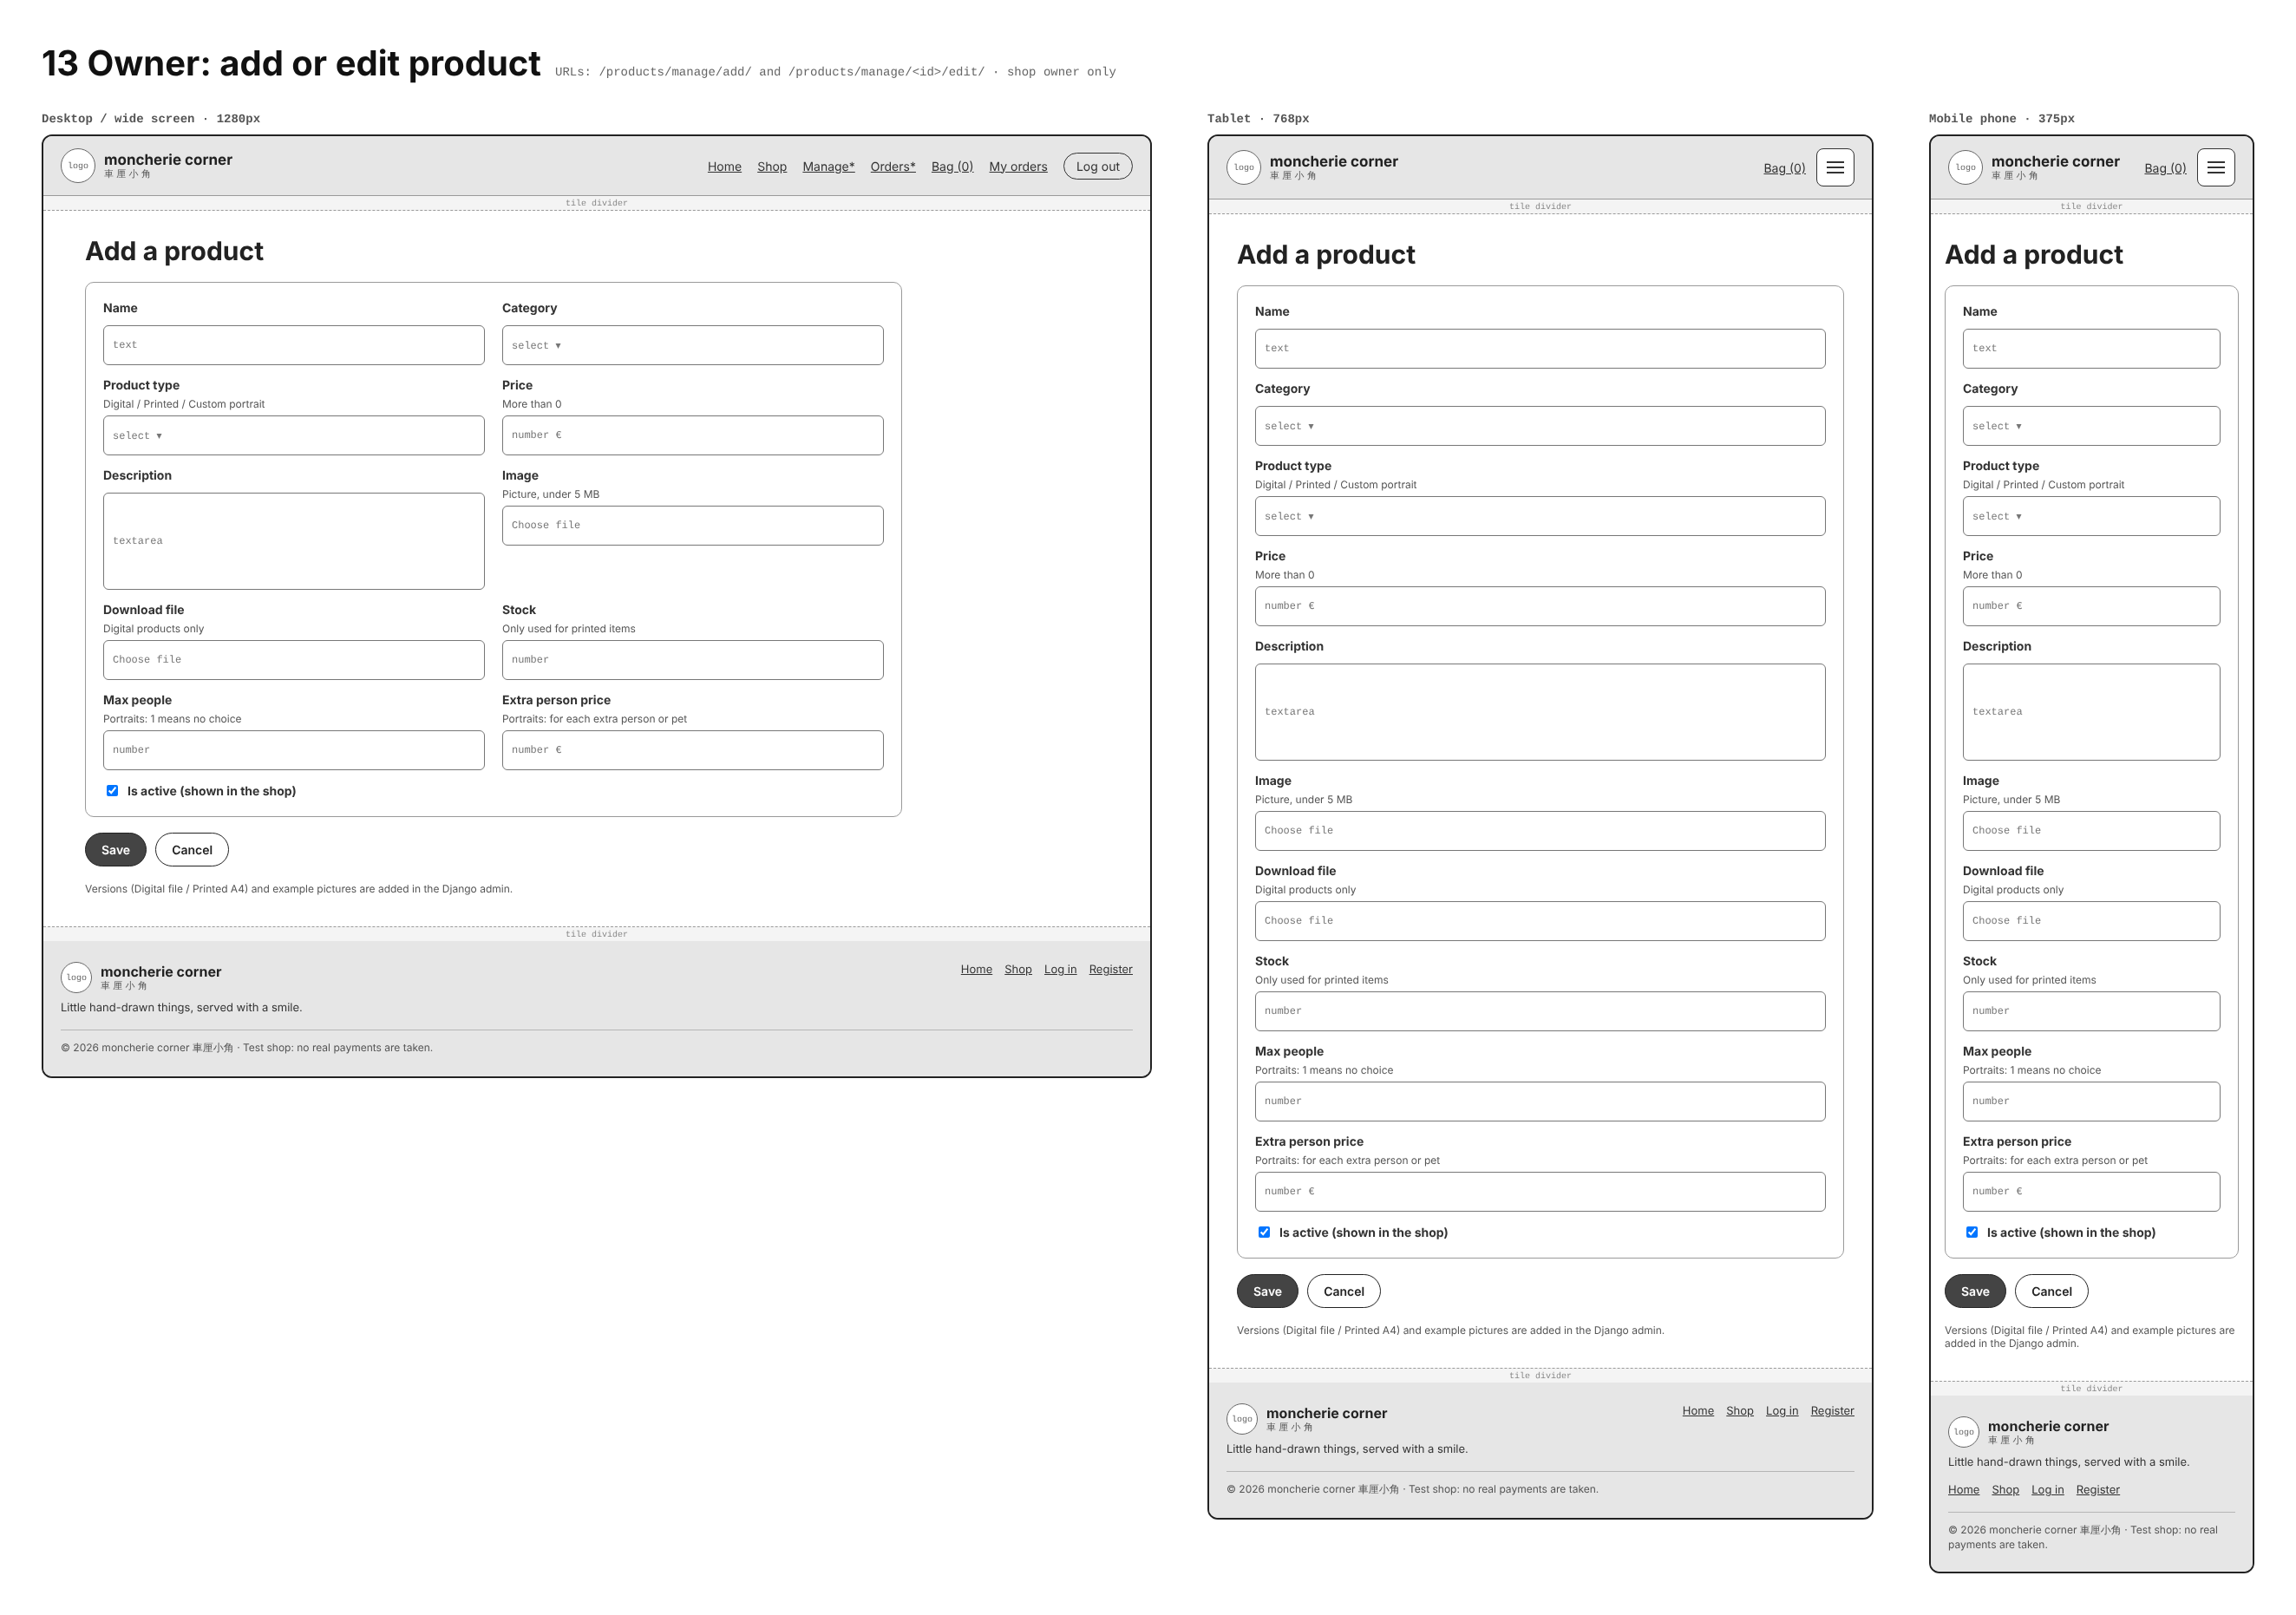 13 Owner: add or edit product URLs: /products/manage/add/ and /products/manage/<id>/edit/ · shop owner only
Desktop / wide screen · 1280px
logo
moncherie corner
車厘小角
Home Shop Manage* Orders* Bag (0) My orders Log out
tile divider
Add a product
Name Category
text select ▾
Product type Price
Digital / Printed / Custom portrait More than 0
select ▾ number €
Description Image
Picture, under 5 MB
textarea Choose file
Download file Stock
Digital products only Only used for printed items
Choose file number
Max people Extra person price
Portraits: 1 means no choice Portraits: for each extra person or pet
number number €
Is active (shown in the shop)
Save Cancel
Versions (Digital file / Printed A4) and example pictures are added in the Django admin.
tile divider
logo
moncherie corner
車厘小角
Home Shop Log in Register
Little hand-drawn things, served with a smile.
© 2026 moncherie corner 車厘小角 · Test shop: no real payments are taken.
Tablet · 768px
logo
moncherie corner
車厘小角
Bag (0)
tile divider
Add a product
Name
text
Category
select ▾
Product type
Digital / Printed / Custom portrait
select ▾
Price
More than 0
number €
Description
textarea
Image
Picture, under 5 MB
Choose file
Download file
Digital products only
Choose file
Stock
Only used for printed items
number
Max people
Portraits: 1 means no choice
number
Extra person price
Portraits: for each extra person or pet
number €
Is active (shown in the shop)
Save Cancel
Versions (Digital file / Printed A4) and example pictures are added in the Django admin.
tile divider
logo
moncherie corner
車厘小角
Home Shop Log in Register
Little hand-drawn things, served with a smile.
© 2026 moncherie corner 車厘小角 · Test shop: no real payments are taken.
Mobile phone · 375px
logo
moncherie corner
車厘小角
Bag (0)
tile divider
Add a product
Name
text
Category
select ▾
Product type
Digital / Printed / Custom portrait
select ▾
Price
More than 0
number €
Description
textarea
Image
Picture, under 5 MB
Choose file
Download file
Digital products only
Choose file
Stock
Only used for printed items
number
Max people
Portraits: 1 means no choice
number
Extra person price
Portraits: for each extra person or pet
number €
Is active (shown in the shop)
Save Cancel
Versions (Digital file / Printed A4) and example pictures are
added in the Django admin.
tile divider
logo
moncherie corner
車厘小角
Little hand-drawn things, served with a smile.
Home Shop Log in Register
© 2026 moncherie corner 車厘小角 · Test shop: no real
payments are taken.